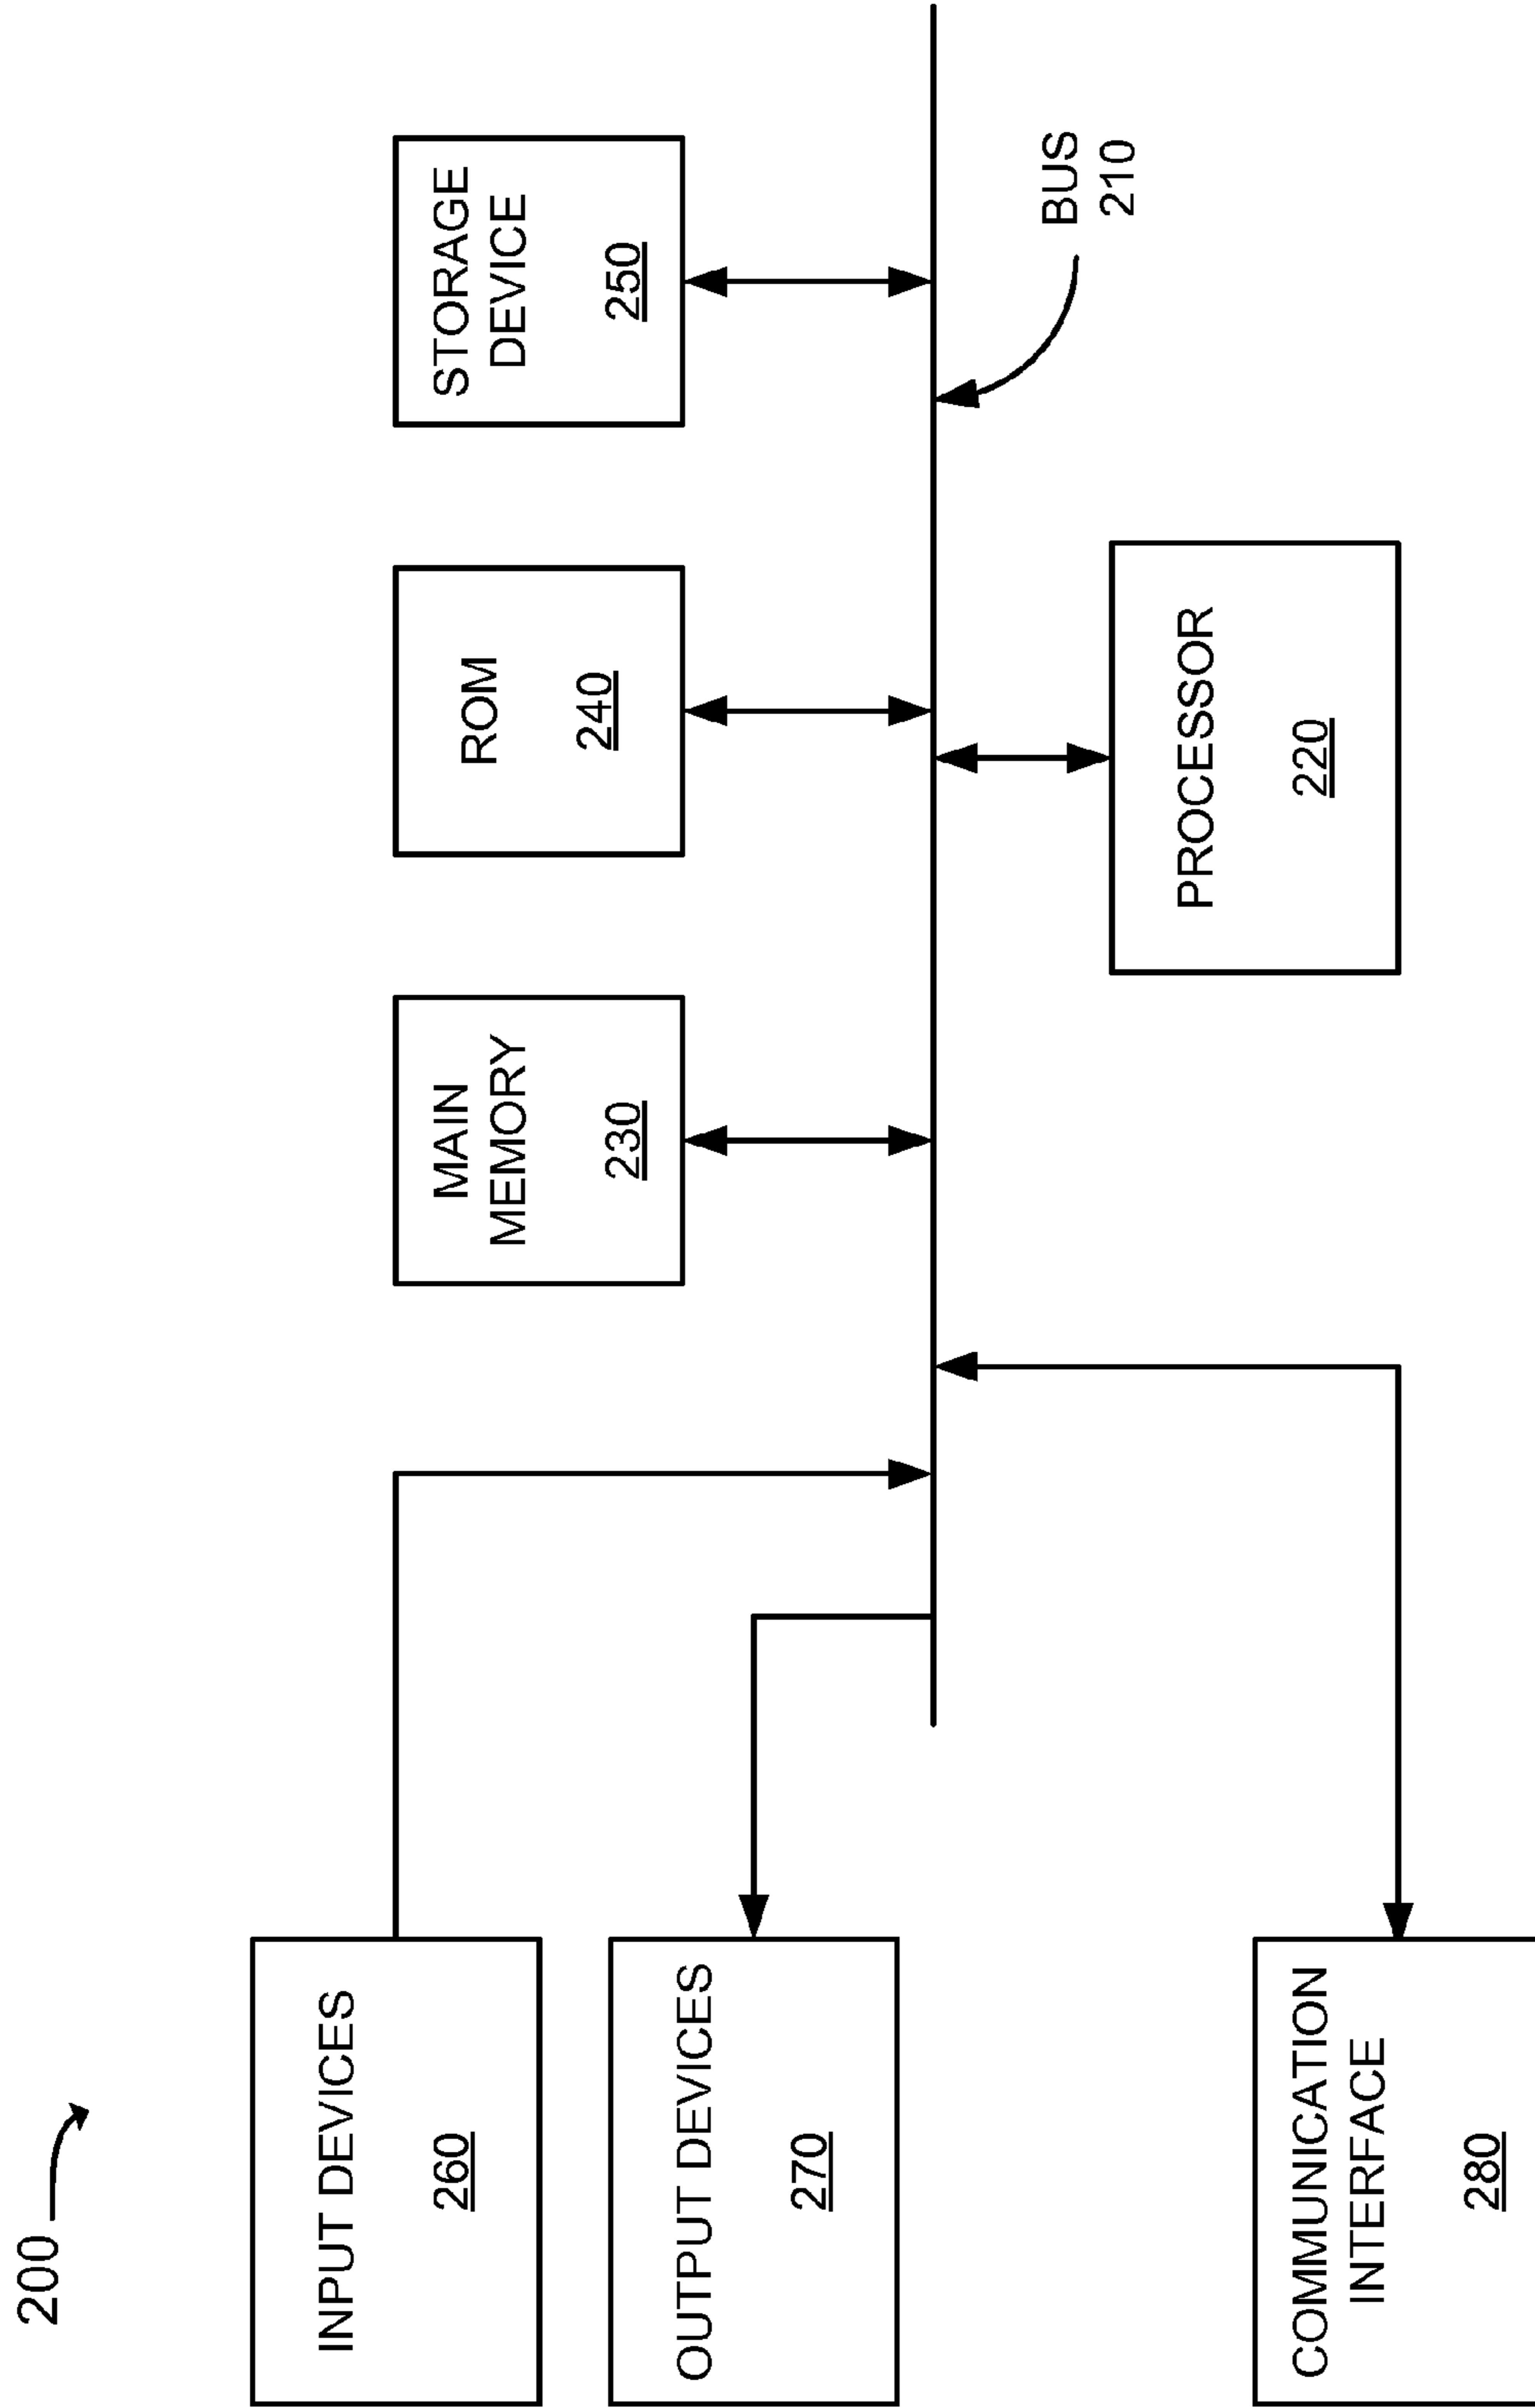 200
INPUT DEVICES
260
OUTPUT DEVICES
270
COMMUNICATION
INTERFACE
280
MAIN
MEMORY
230
ROM
240
STORAGE
DEVICE
250
PROCESSOR
220
BUS
210